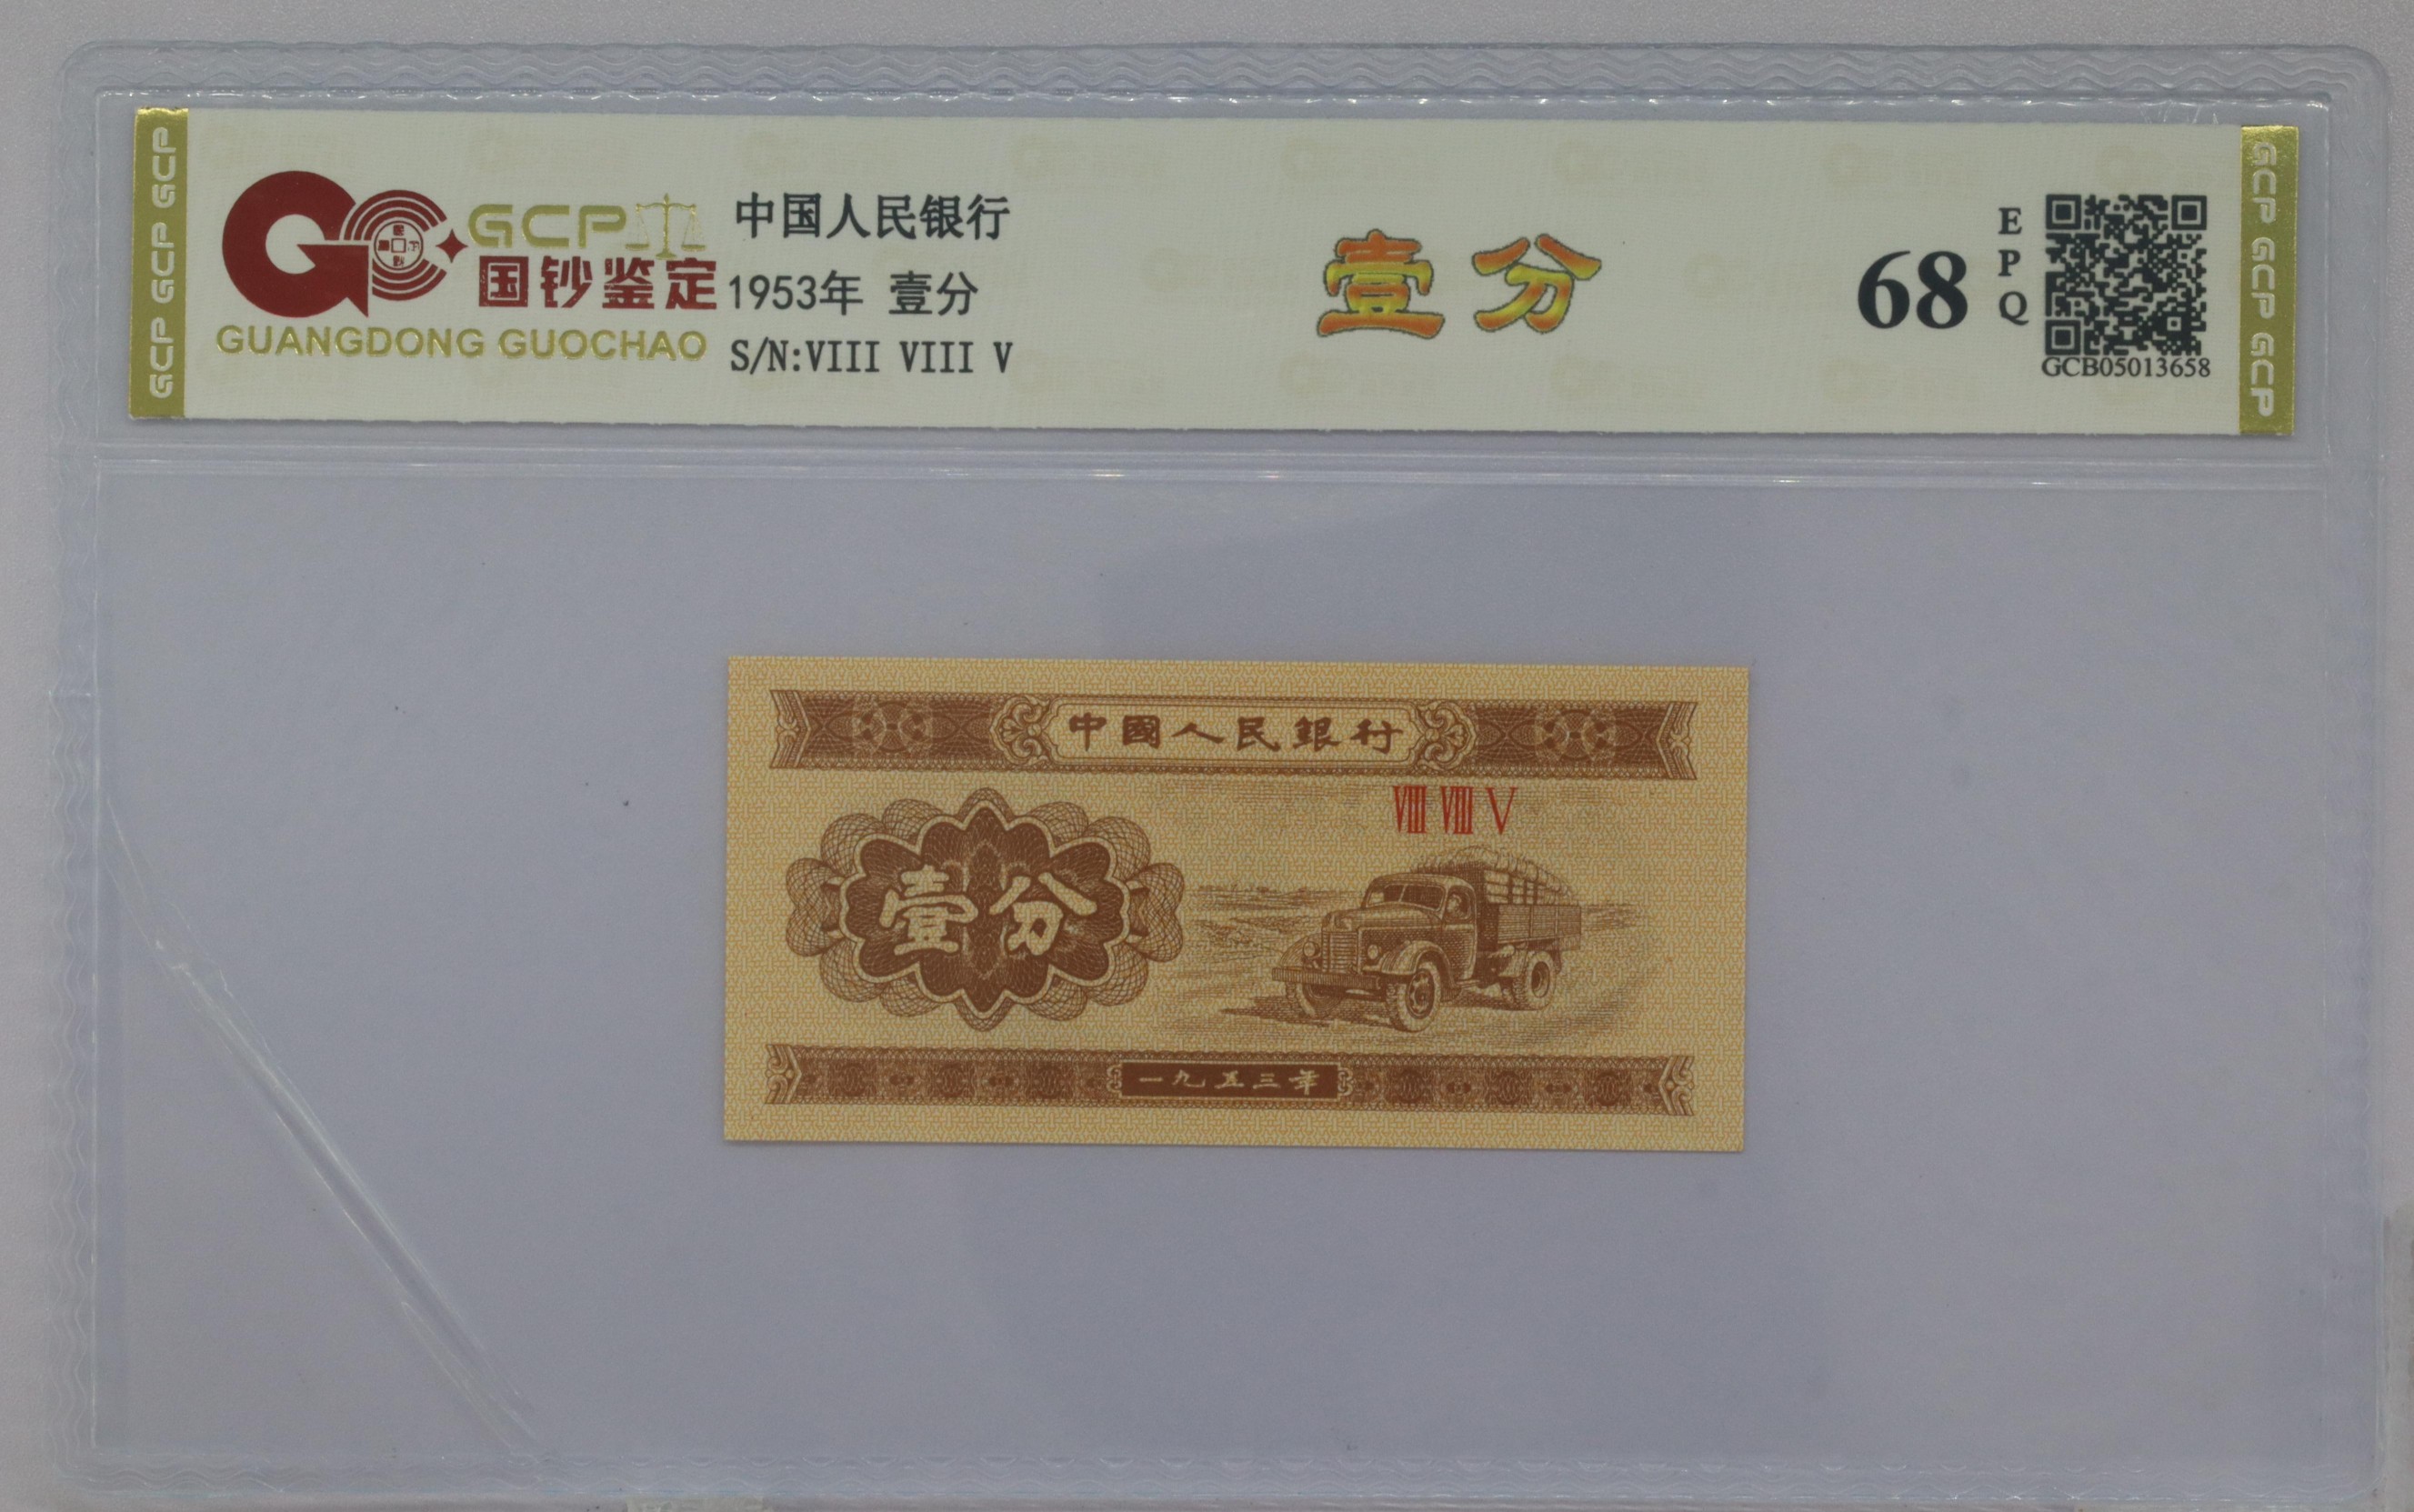 GCP GCP GCP
GCP
国钞鉴定
GUANGDONG GUOCHAO
中国人民银行
1953年 壹分
S/N:VIII VIII V
壹分
68
EPQ
GCB05013658
GCP GCP GCP
中國人民銀行
VIII VIII V
壹分
一九五三年